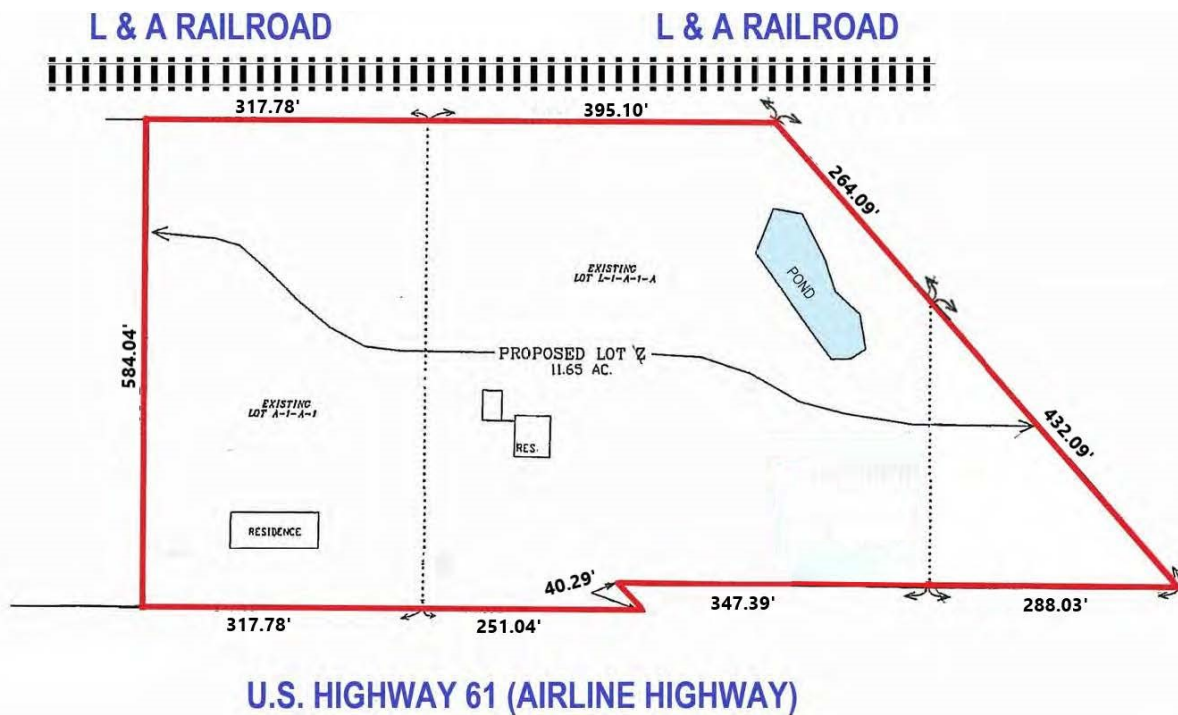 L & A RAILROAD
L & A RAILROAD
317.78'
395.10'
264.09'
EXISTING
LOT L-1-A-1-A
POND
584.04'
PROPOSED LOT Z
11.65 AC.
EXISTING
LOT A-1-A-1
432.09'
RES.
RESIDENCE
40.29'
347.39'
288.03'
317.78'
251.04'
U.S. HIGHWAY 61 (AIRLINE HIGHWAY)